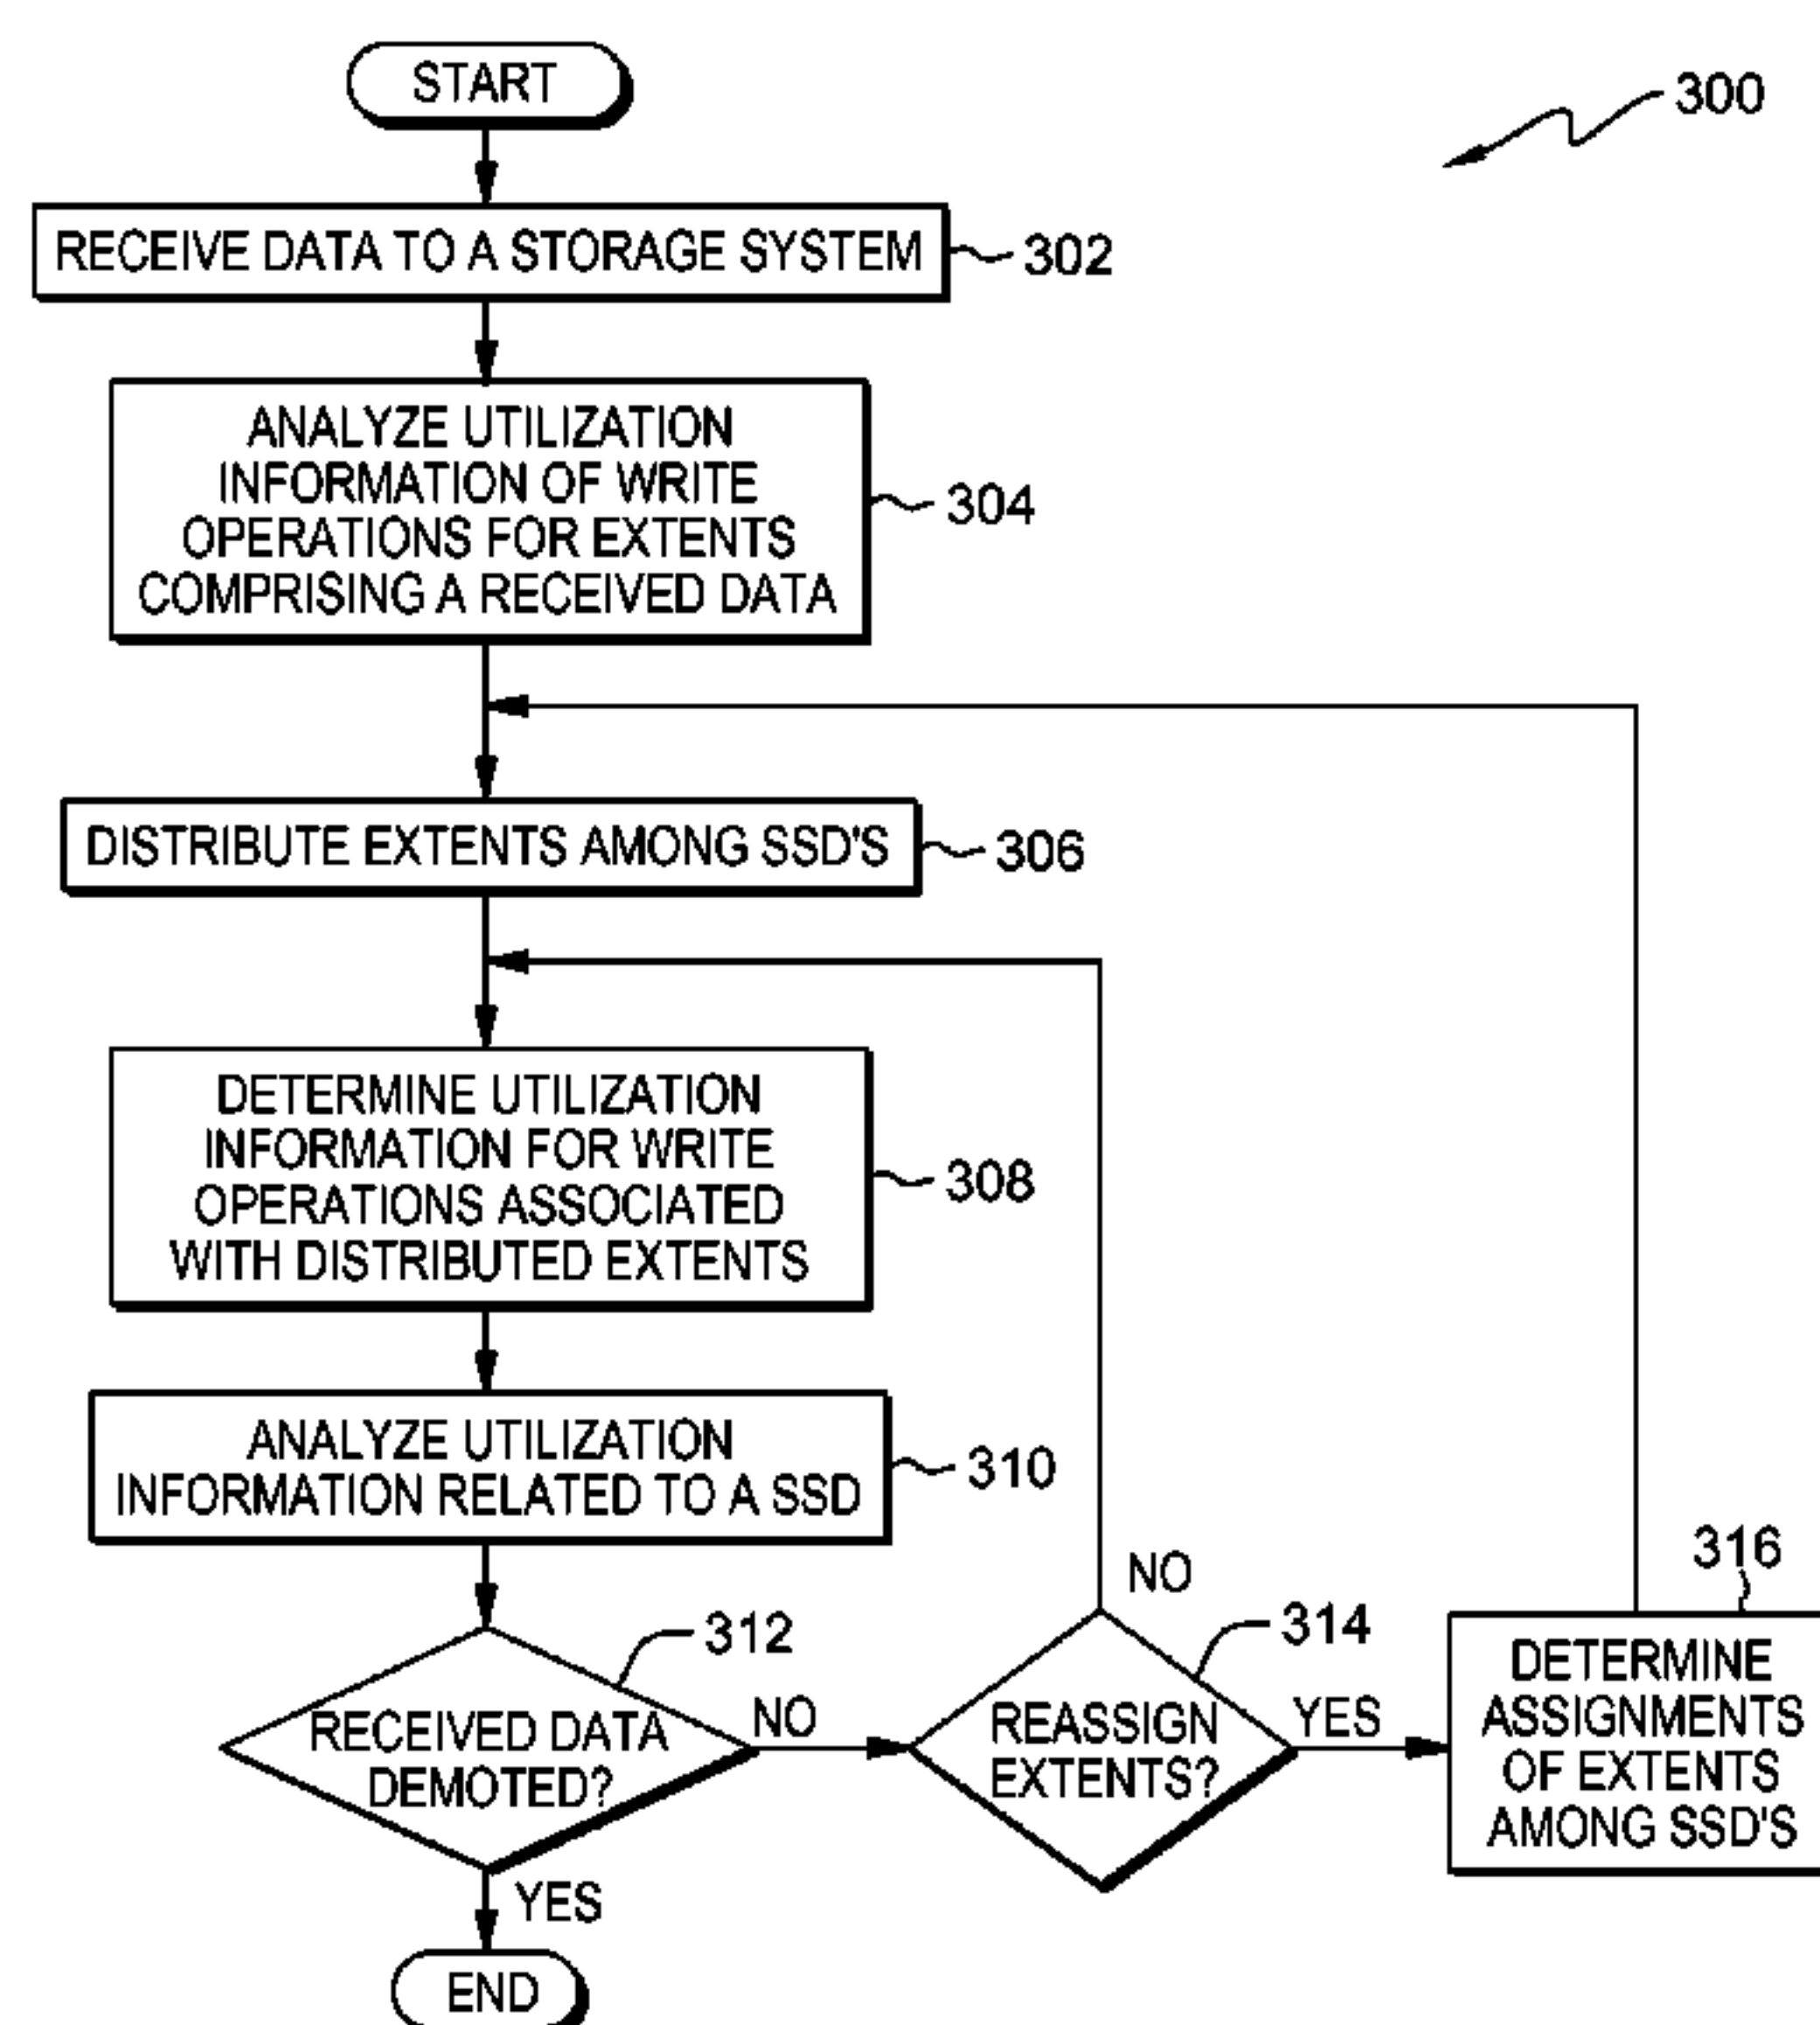 START
300
RECEIVE DATA TO A STORAGE SYSTEM
302
ANALYZE UTILIZATION
INFORMATION OF WRITE
OPERATIONS FOR EXTENTS
COMPRISING A RECEIVED DATA
304
DISTRIBUTE EXTENTS AMONG SSD'S
306
DETERMINE UTILIZATION
INFORMATION FOR WRITE
OPERATIONS ASSOCIATED
WITH DISTRIBUTED EXTENTS
308
ANALYZE UTILIZATION
INFORMATION RELATED TO A SSD
310
RECEIVED DATA
DEMOTED?
312
NO
YES
REASSIGN
EXTENTS?
314
NO
YES
316
DETERMINE
ASSIGNMENTS
OF EXTENTS
AMONG SSD'S
END